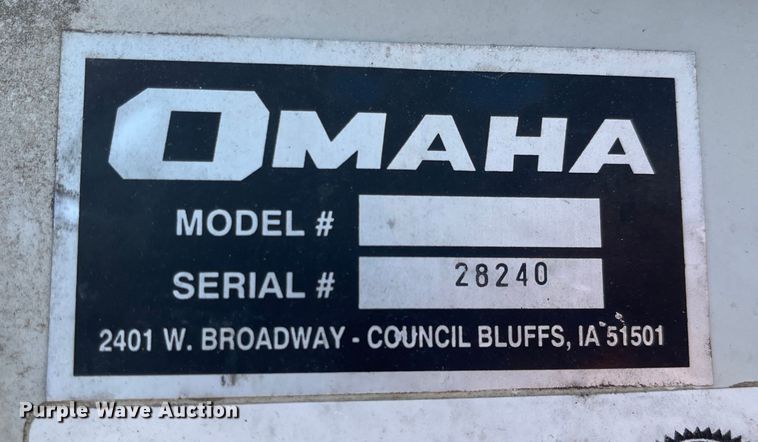 OMAHA
MODEL #
SERIAL # 28240
2401 W. BROADWAY - COUNCIL BLUFFS, IA 51501
Purple Wave Auction